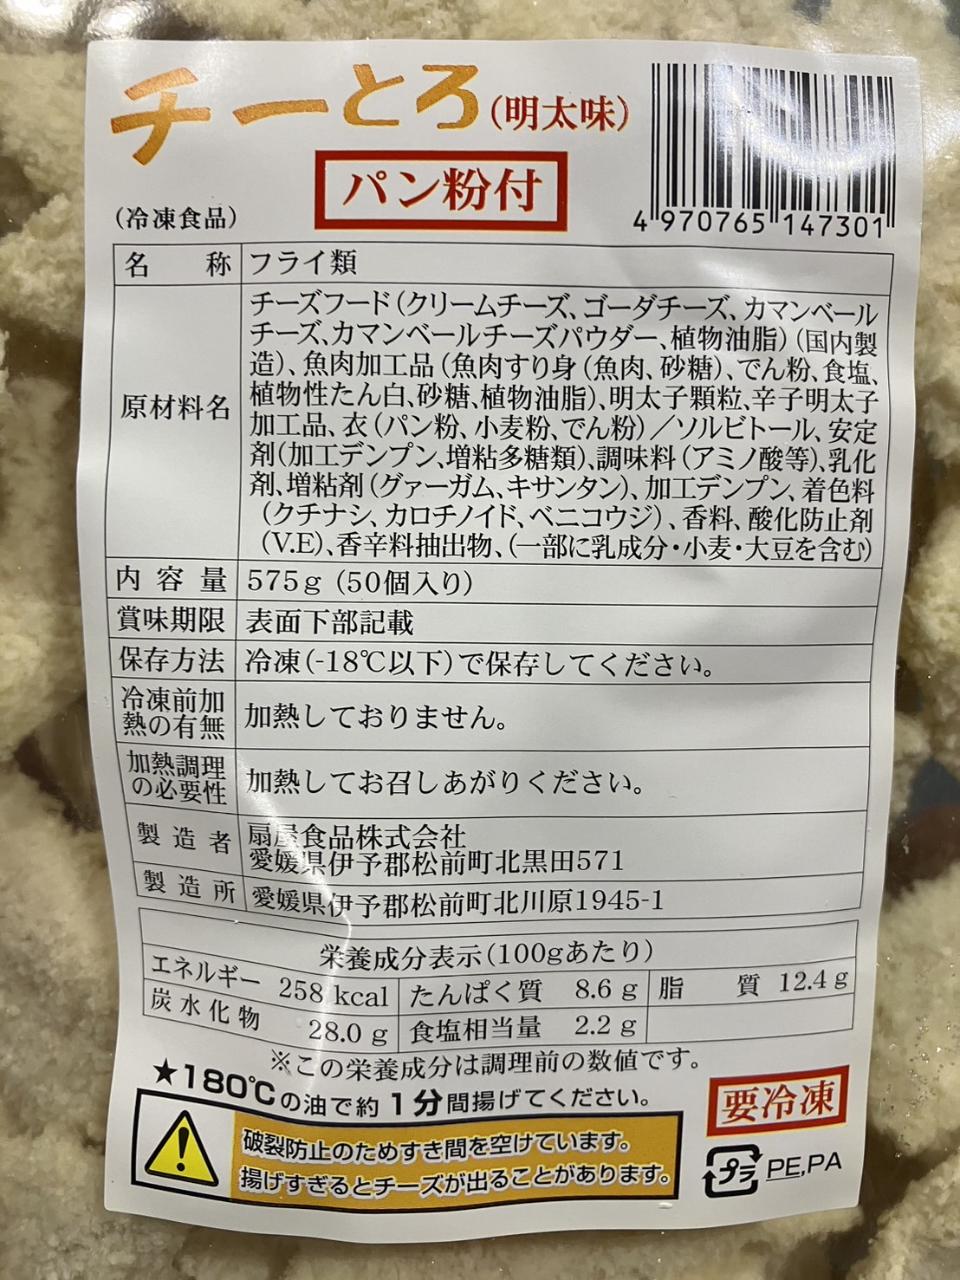 チーとろ(明太味)
パン粉付
(冷凍食品)
4 970765 147301
名称 フライ類
原材料名
チーズフード(クリームチーズ、ゴーダチーズ、カマンベール
チーズ、カマンベールチーズパウダー、植物油脂)(国内製
造)、魚肉加工品(魚肉すり身(魚肉、砂糖)、でん粉、食塩、
植物性たん白、砂糖、植物油脂)、明太子顆粒、辛子明太子
加工品、衣(パン粉、小麦粉、でん粉)/ソルビトール、安定
剤(加工デンプン、増粘多糖類)、調味料(アミノ酸等)、乳化
剤、増粘剤(グァーガム、キサンタン)、加工デンプン、着色料
(クチナシ、カロチノイド、ベニコウジ)、香料、酸化防止剤
(V.E)、香辛料抽出物、(一部に乳成分・小麦・大豆を含む)
内容量 575g (50個入り)
賞味期限 表面下部記載
保存方法 冷凍(-18℃以下)で保存してください。
冷凍前加
熱の有無 加熱しておりません。
加熱調理
の必要性 加熱してお召しあがりください。
製造者 扇屋食品株式会社
愛媛県伊予郡松前町北黒田571
製造所 愛媛県伊予郡松前町北川原1945-1
栄養成分表示(100gあたり)
エネルギー 258 kcal たんぱく質 8.6g 脂質 12.4g
炭水化物 28.0g 食塩相当量 2.2g
※この栄養成分は調理前の数値です。
★180℃の油で約1分間揚げてください。
要冷凍
破裂防止のためすき間を空けています。
揚げすぎるとチーズが出ることがあります。
プラ PE,PA